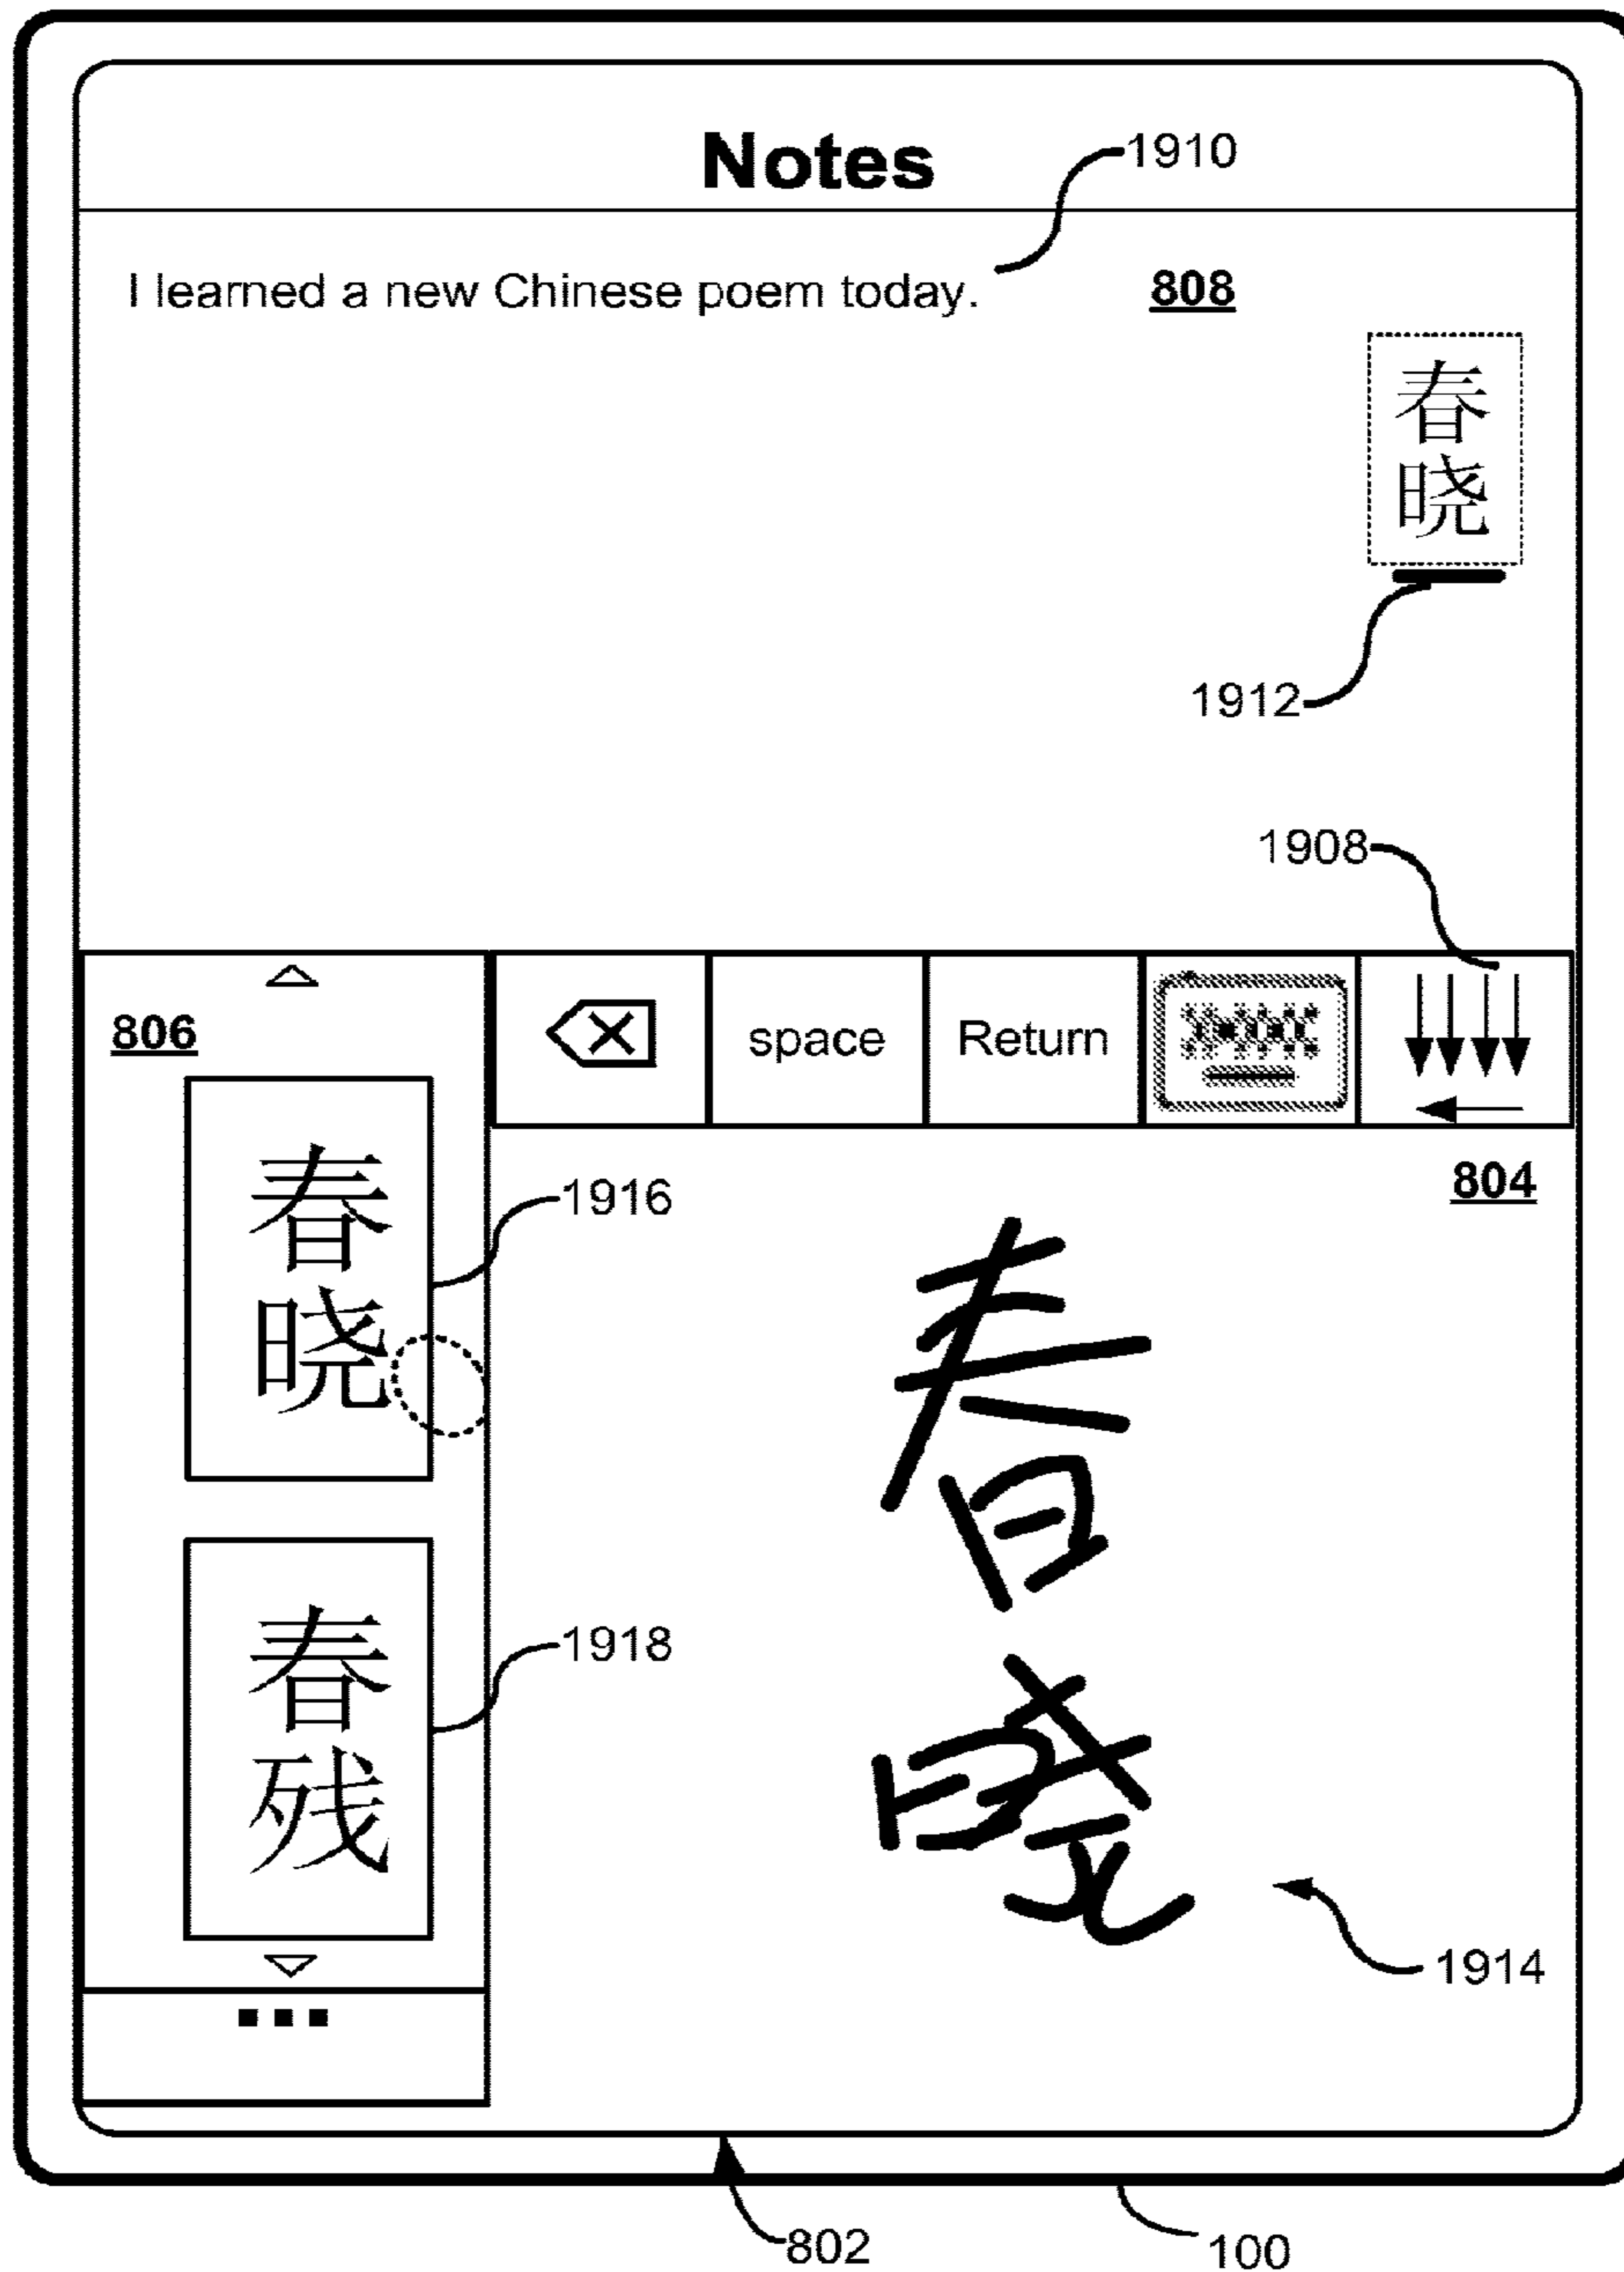 Notes
1910
I learned a new Chinese poem today.
808
春晓
1912
1908
806
space
Return
804
春晓
1916
春晓
春残
1918
1914
802
100